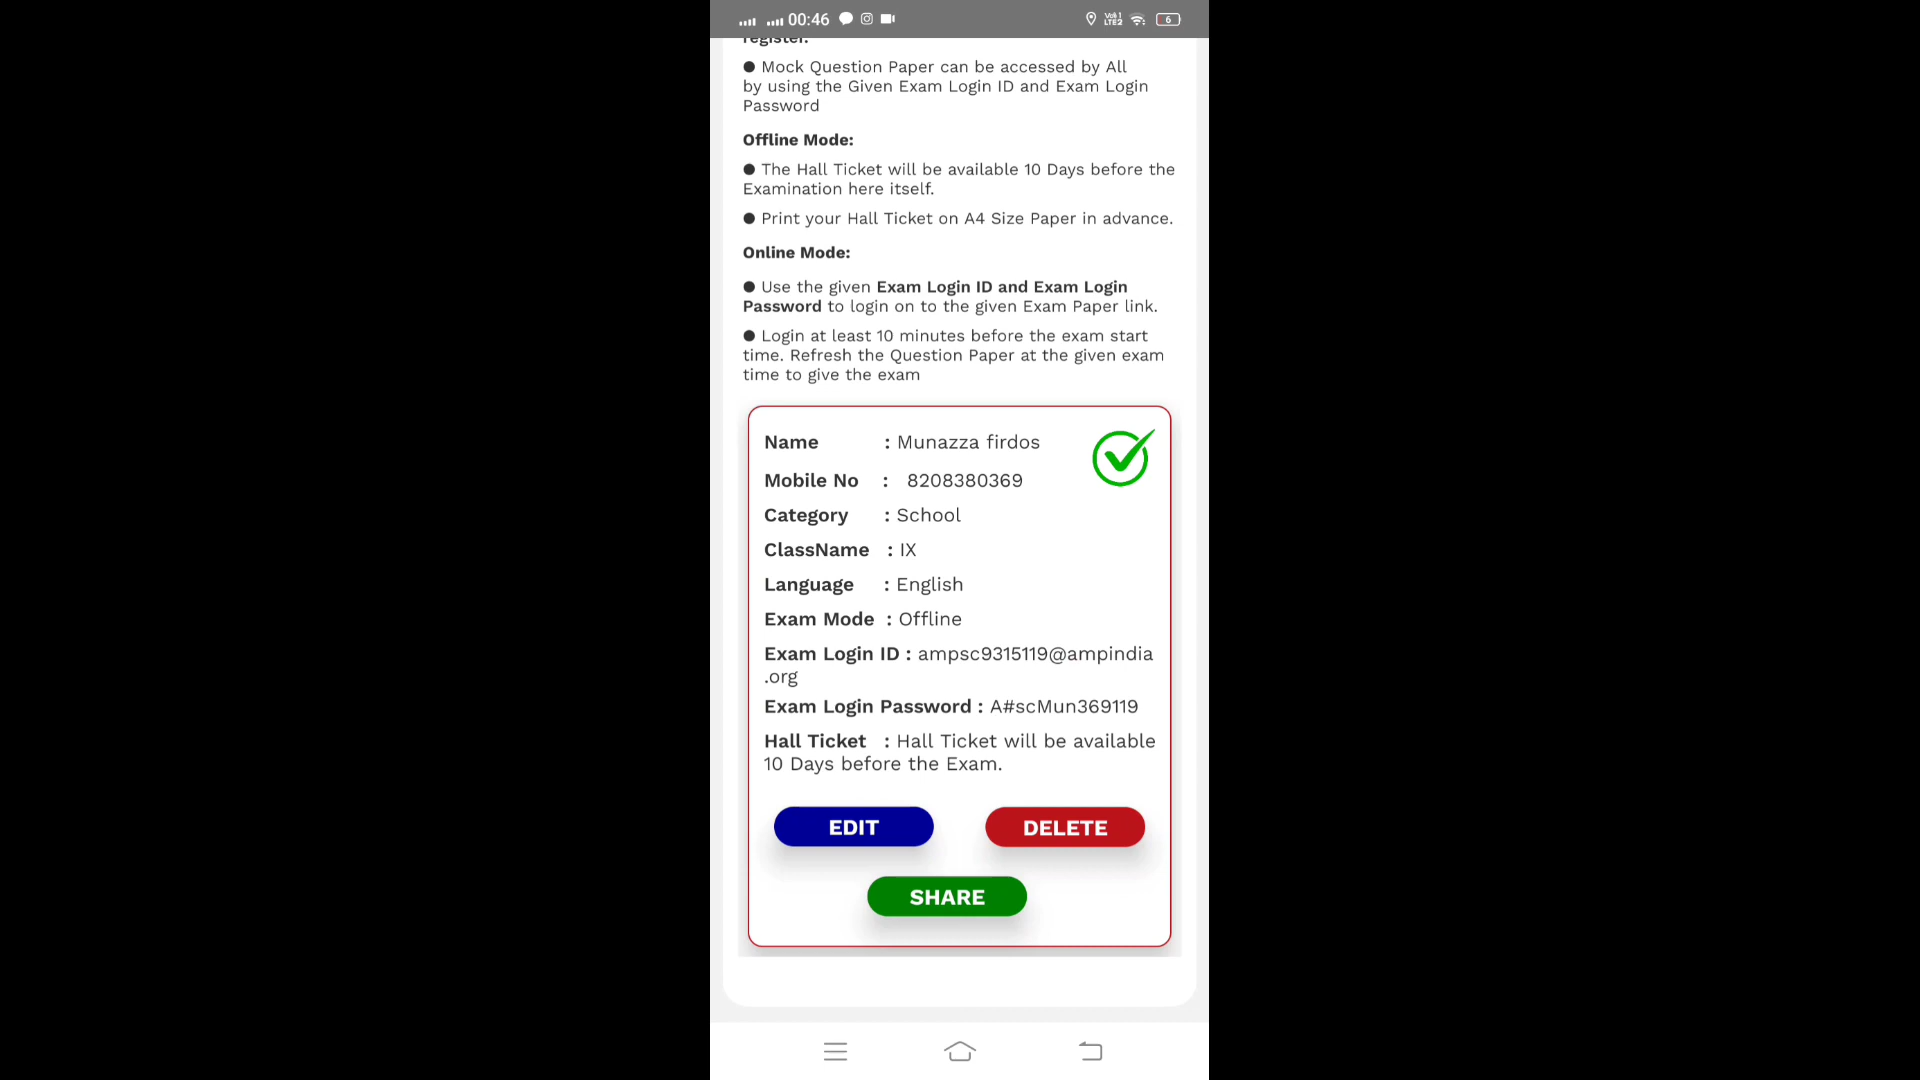 00:46
Vo) 1
LTE2
6
register.
● Mock Question Paper can be accessed by All
by using the Given Exam Login ID and Exam Login
Password
Offline Mode:
● The Hall Ticket will be available 10 Days before the
Examination here itself.
● Print your Hall Ticket on A4 Size Paper in advance.
Online Mode:
● Use the given Exam Login ID and Exam Login
Password to login on to the given Exam Paper link.
● Login at least 10 minutes before the exam start
time. Refresh the Question Paper at the given exam
time to give the exam
Name : Munazza firdos
Mobile No : 8208380369
Category : School
ClassName : IX
Language : English
Exam Mode : Offline
Exam Login ID : ampsc9315119@ampindia
.org
Exam Login Password : A#scMun369119
Hall Ticket : Hall Ticket will be available
10 Days before the Exam.
EDIT
DELETE
SHARE